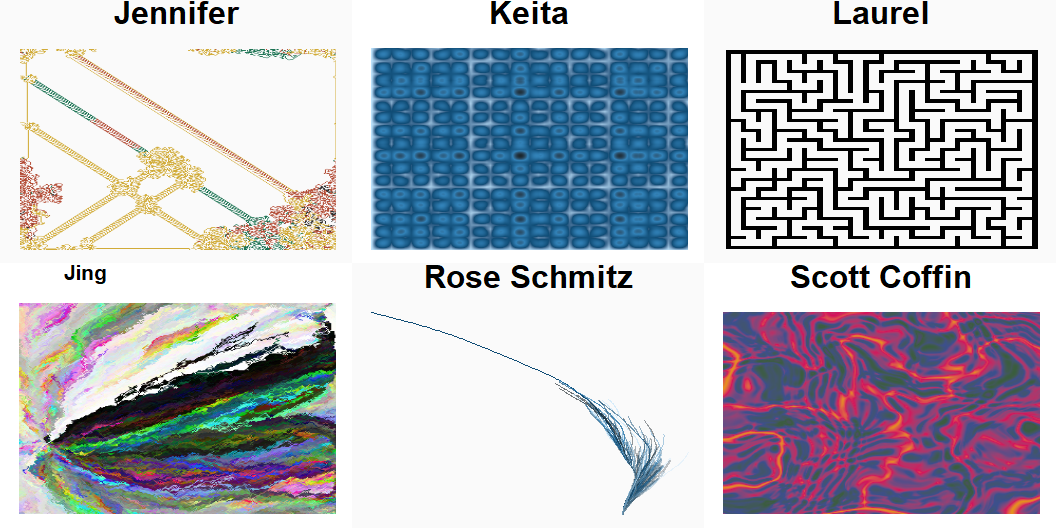 Jennifer
Keita
Laurel
Jing
Rose Schmitz
Scott Coffin